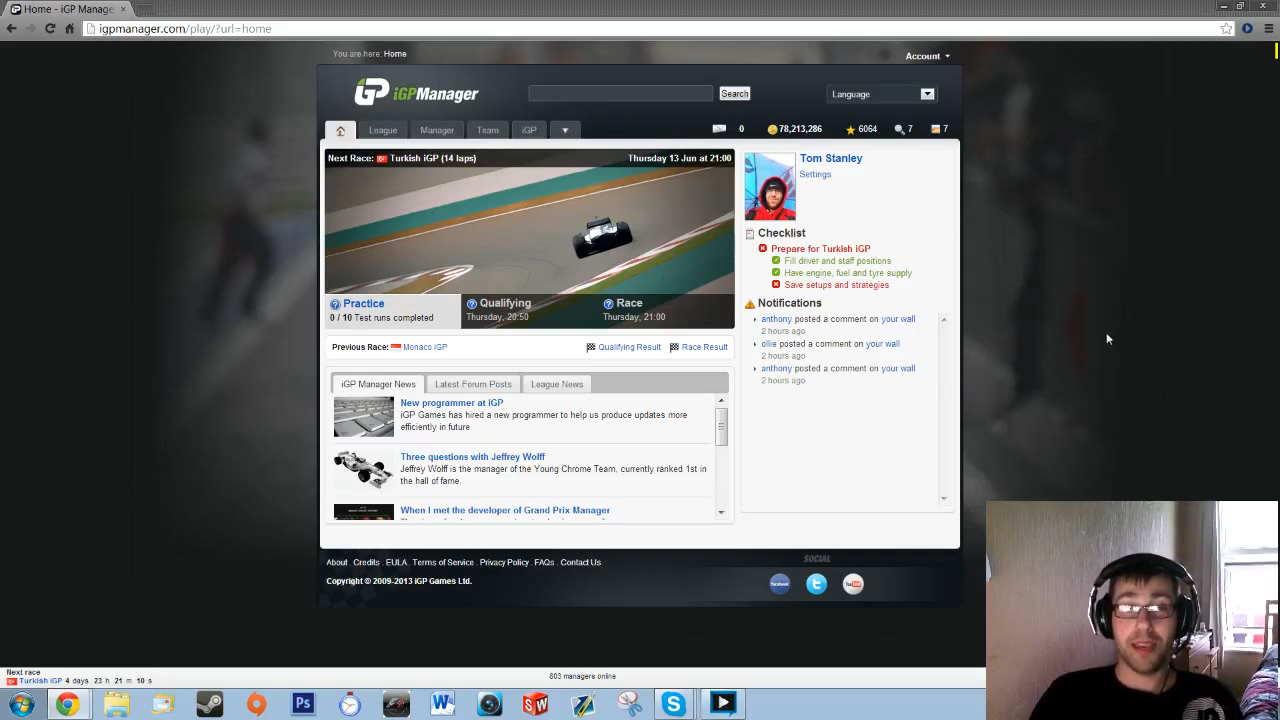 Home - iGP Manager
igpmanager.com/play/?url=home
You are here: Home
Account
iGP iGPManager
Search
Language
League
Manager
Team
iGP
0
78,213,286
6064
7
7
Next Race: Turkish iGP (14 laps)
Thursday 13 Jun at 21:00
Practice
0 / 10 Test runs completed
Qualifying
Thursday, 20:50
Race
Thursday, 21:00
Previous Race: Monaco iGP
Qualifying Result
Race Result
iGP Manager News
Latest Forum Posts
League News
New programmer at iGP
iGP Games has hired a new programmer to help us produce updates more
efficiently in future
Three questions with Jeffrey Wolff
Jeffrey Wolff is the manager of the Young Chrome Team, currently ranked 1st in
the hall of fame.
When I met the developer of Grand Prix Manager
Tom Stanley
Settings
Checklist
Prepare for Turkish iGP
Fill driver and staff positions
Have engine, fuel and tyre supply
Save setups and strategies
Notifications
anthony posted a comment on your wall
2 hours ago
ollie posted a comment on your wall
2 hours ago
anthony posted a comment on your wall
2 hours ago
About . Credits . EULA . Terms of Service . Privacy Policy . FAQs . Contact Us
Copyright © 2009-2013 iGP Games Ltd.
SOCIAL
facebook
t
You Tube
Next race
Turkish iGP 4 days 23 h 21 m 10 s
803 managers online
Ps
W
SW
S